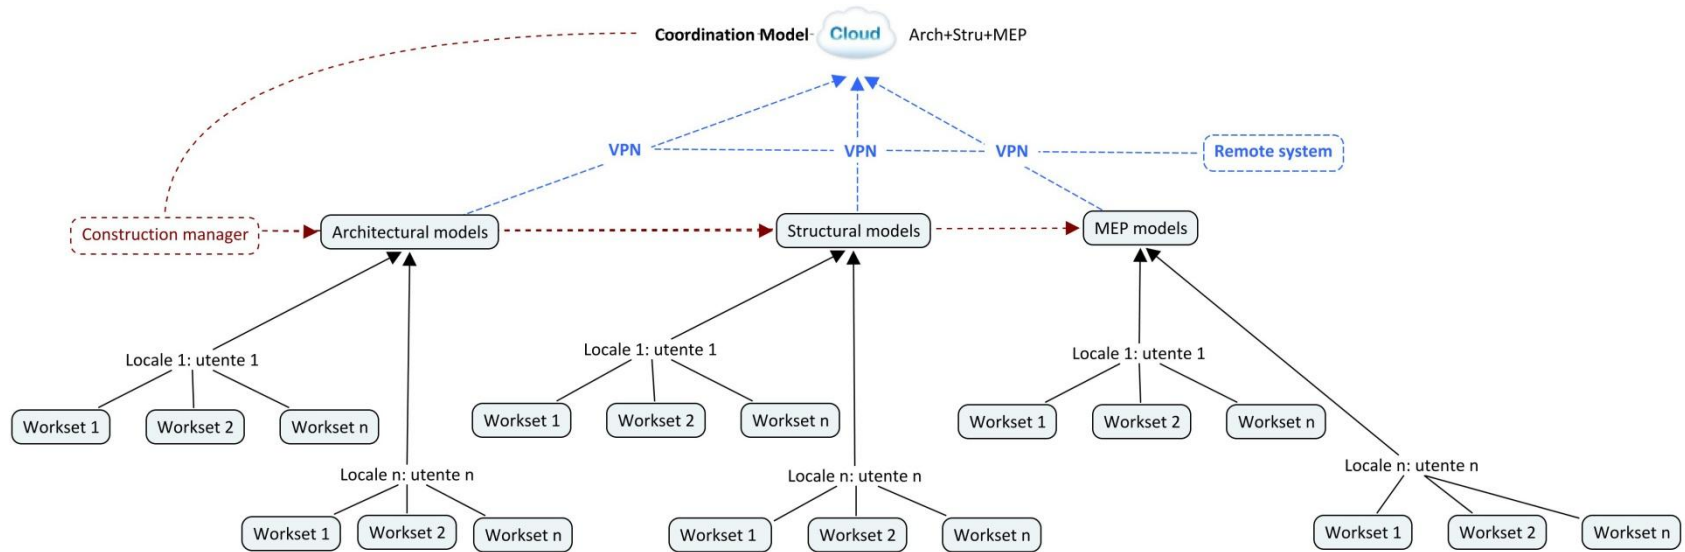 Coordination Model Cloud Arch+Stru+MEP
VPN VPN VPN Remote system
Construction manager Architectural models Structural models MEP models
Locale 1: utente 1 Locale 1: utente 1 Locale 1: utente 1
Workset 1 Workset 2 Workset n Workset 1 Workset 2 Workset n Workset 1 Workset 2 Workset n
Locale n: utente n Locale n: utente n Locale n: utente n
Workset 1 Workset 2 Workset n Workset 1 Workset 2 Workset n Workset 1 Workset 2 Workset n